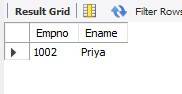 Result Grid Filter Rows
Empno Ename
1002 Priya